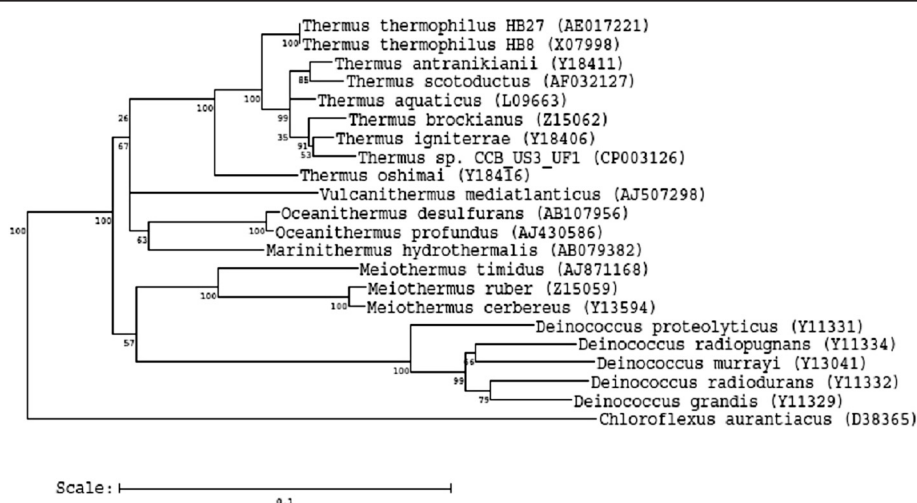 Thermus thermophilus HB27 (AE017221)
100 Thermus thermophilus HB8 (X07998)
Thermus antranikianii (Y18411)
85 Thermus scotoductus (AF032127)
100 100 Thermus aquaticus (L09663)
26 99 Thermus brockianus (Z15062)
35 Thermus igniterrae (Y18406)
67 91
53 Thermus sp. CCB_US3_UF1 (CP003126)
Thermus oshimai (Y18416)
Vulcanithermus mediatlanticus (AJ507298)
Oceanithermus desulfurans (AB107956)
100 100 63 100 Oceanithermus profundus (AJ430586)
Marinithermus hydrothermalis (AB079382)
Meiothermus timidus (AJ871168)
100 Meiothermus ruber (Z15059)
100 Meiothermus cerbereus (Y13594)
Deinococcus proteolyticus (Y11331)
57 Deinococcus radiopugnans (Y11334)
100 66 Deinococcus murrayi (Y13041)
99 Deinococcus radiodurans (Y11332)
79 Deinococcus grandis (Y11329)
Chloroflexus aurantiacus (D38365)
Scale:
0.1